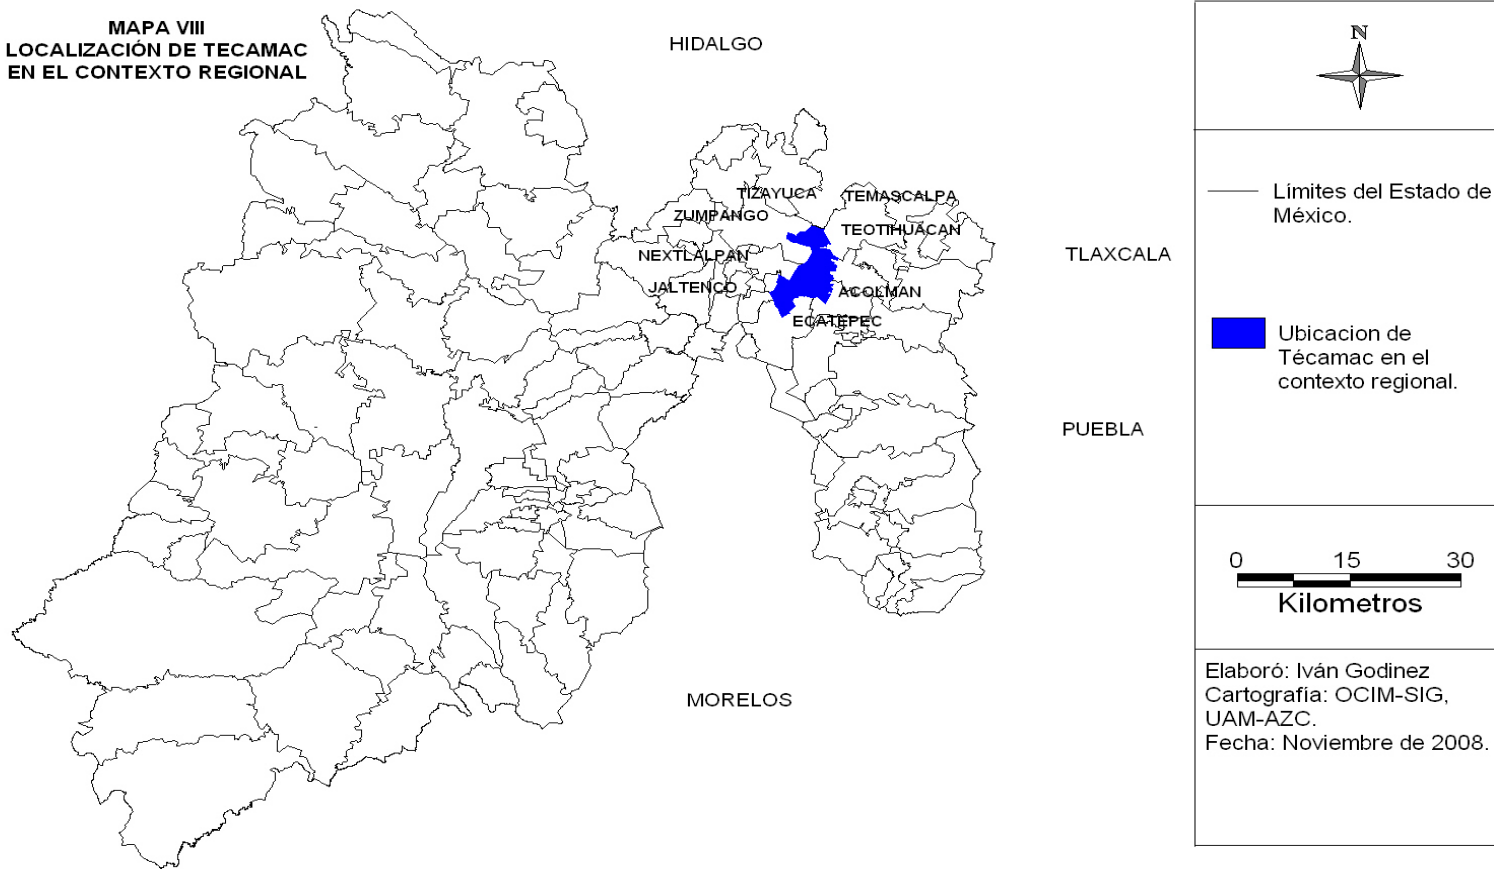 MAPA VIII
LOCALIZACIÓN DE TECAMAC
EN EL CONTEXTO REGIONAL
HIDALGO
TIZAYUCA
TEMASCALPA
ZUMPANGO
TEOTIHUACAN
NEXTLALPAN
JALTENCO
ACOLMAN
ECATEPEC
TLAXCALA
PUEBLA
MORELOS
N
Límites del Estado de
México.
Ubicacion de
Técamac en el
contexto regional.
0 15 30
Kilometros
Elaboró: Iván Godinez
Cartografía: OCIM-SIG,
UAM-AZC.
Fecha: Noviembre de 2008.